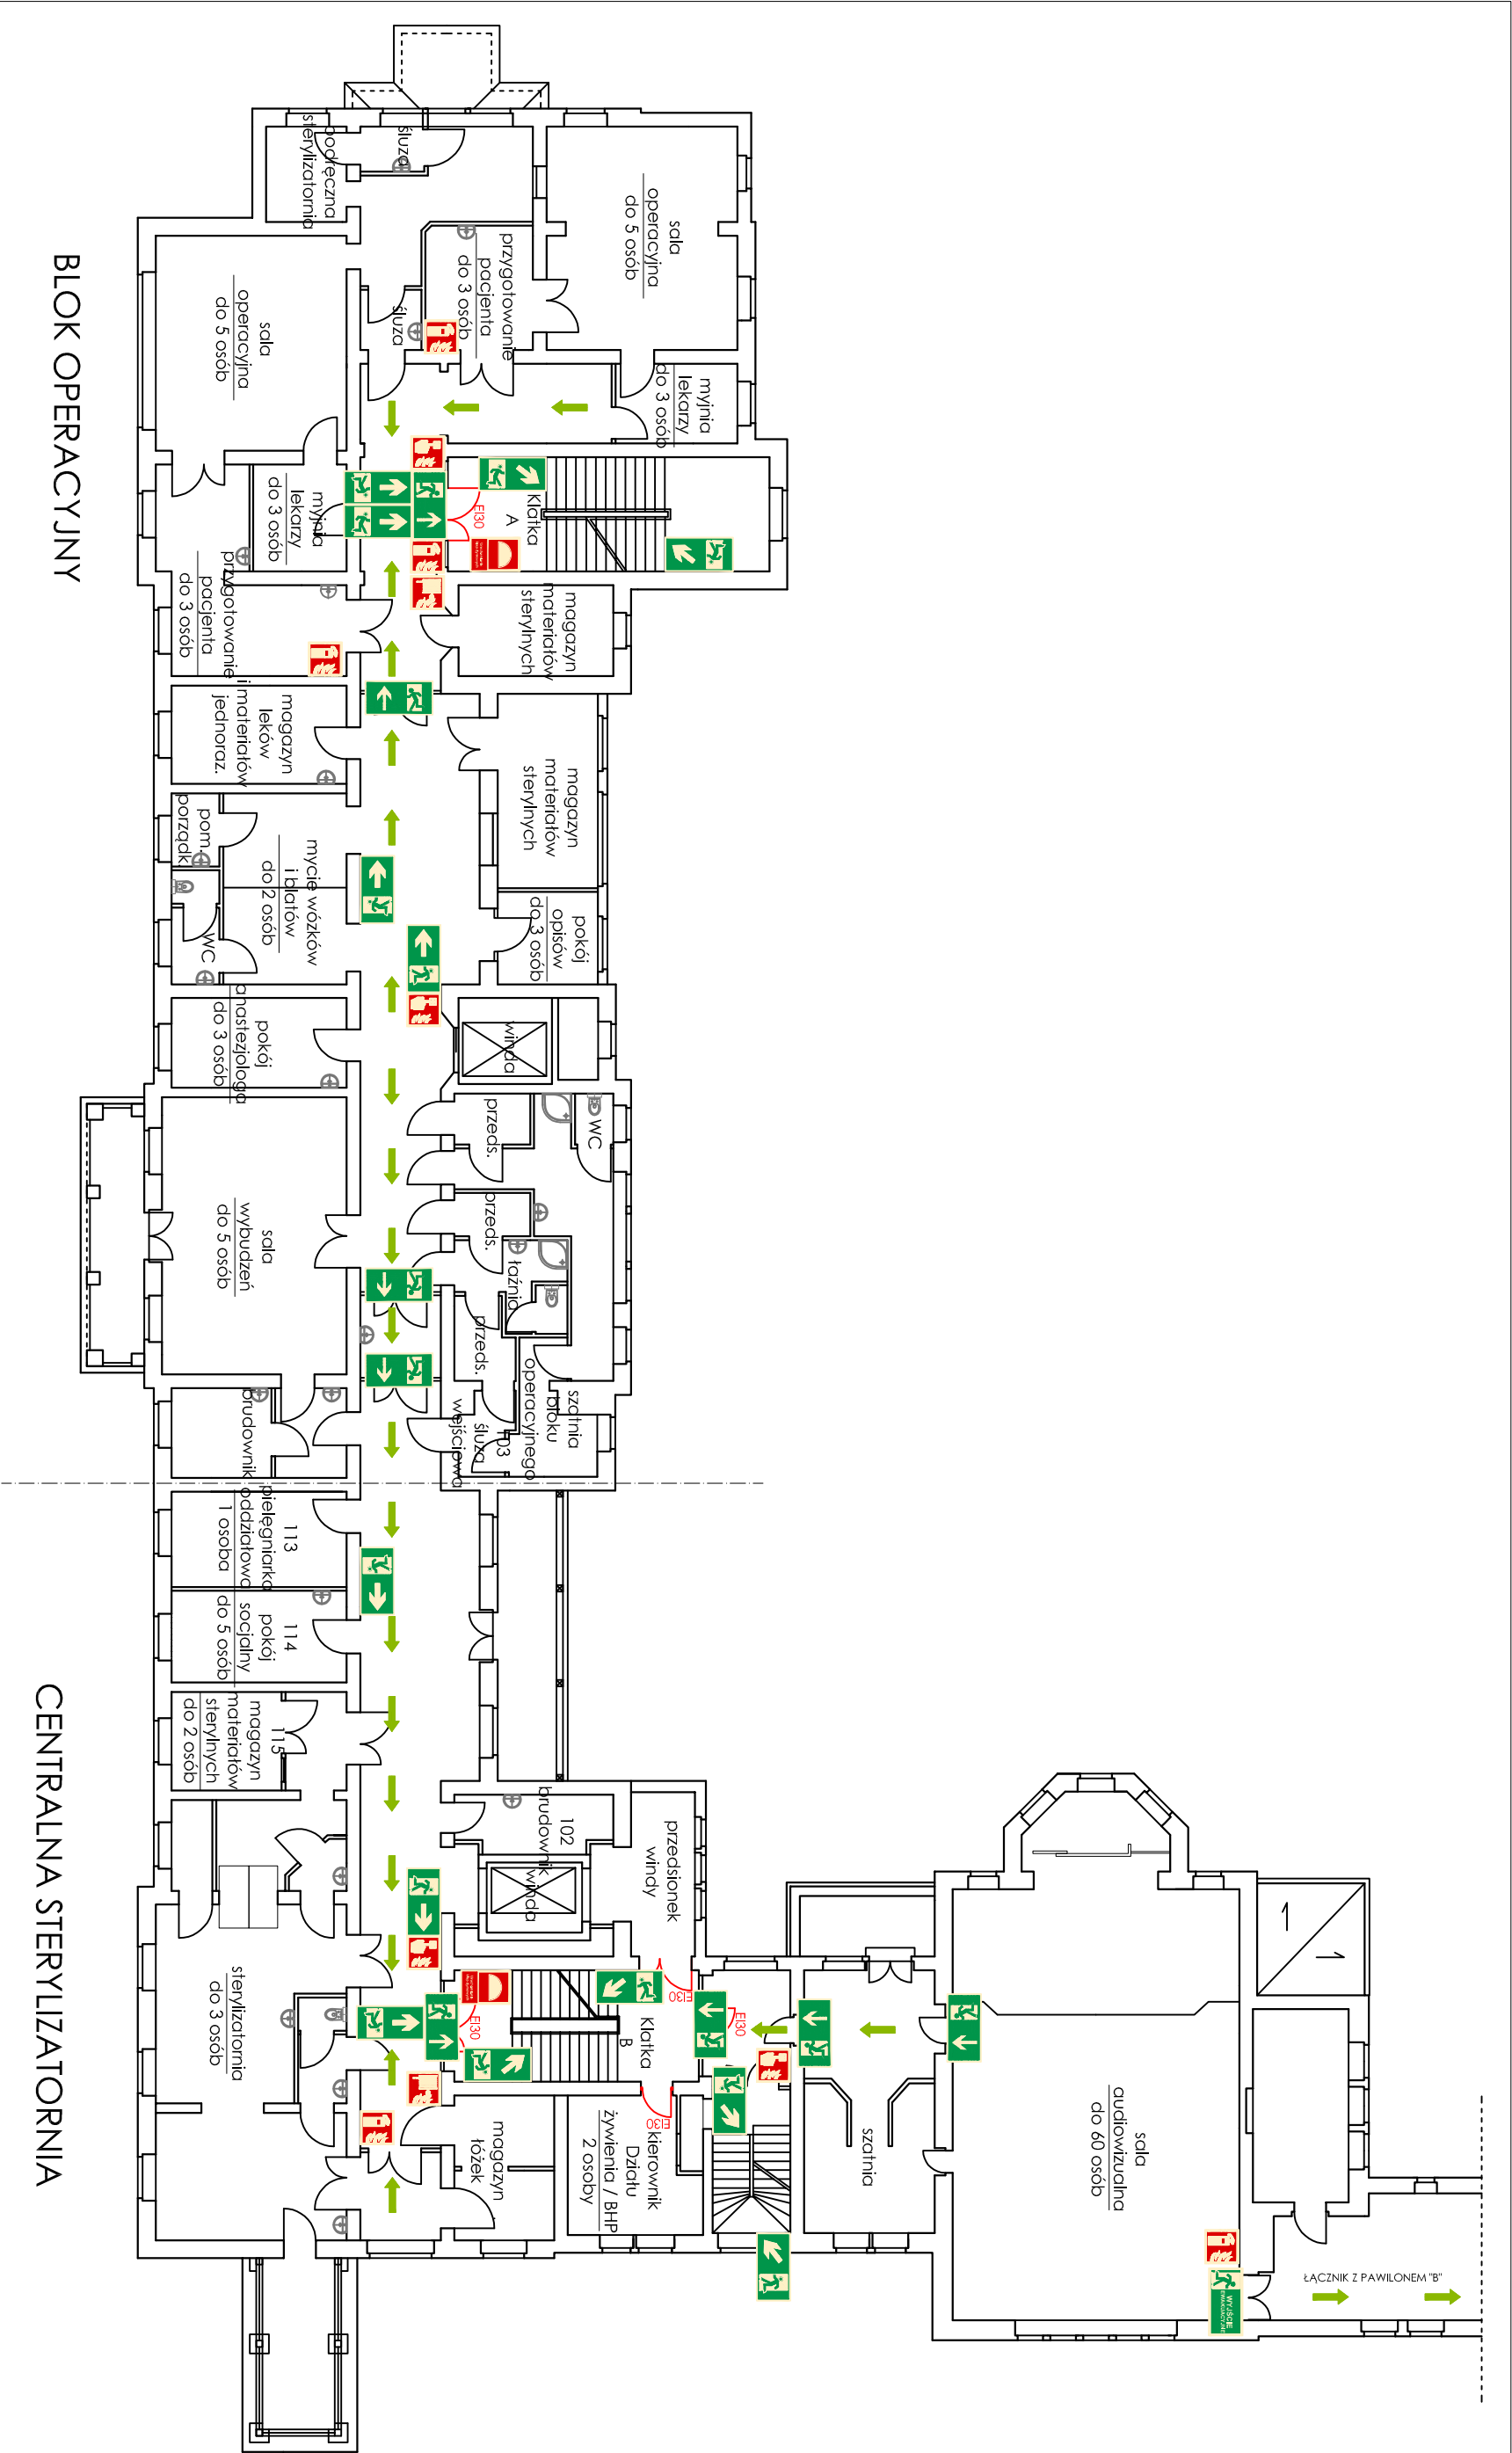 podręczna
sterylizatornia
śluza
sala
operacyjna
do 5 osób
przygotowanie
pacjenta
do 3 osób
śluza
sala
operacyjna
do 5 osób
myjnia
lekarzy
do 3 osób
Klatka
A
EI30
myjnia
lekarzy
do 3 osób
przygotowanie
pacjenta
do 3 osób
magazyn
materiałów
sterylnych
magazyn
leków
i materiałów
jednoraz.
magazyn
materiałów
sterylnych
pom.
porządk.
mycie wózków
i blatów
do 2 osób
WC
pokój
opisów
do 3 osób
pokój
anastezjologa
do 3 osób
winda
WC
przeds.
przeds.
łaźnia
przeds.
sala
wybudzeń
do 5 osób
szatnia
bloku
operacyjnego
103
śluza
wejściowa
brudownik
BLOK OPERACYJNY
113
pielęgniarka
oddziałowa
1 osoba
114
pokój
socjalny
do 5 osób
115
magazyn
materiałów
sterylnych
do 2 osób
102
brudownik
winda
przedsionek
windy
sterylizatornia
do 3 osób
EI30
EI30
EI30
EI30
Klatka
B
magazyn
łóżek
kierownik
Działu
żywienia / BHP
2 osoby
szatnia
sala
audiowizualna
do 60 osób
WYJŚCIE
EWAKUACYJNE
ŁĄCZNIK Z PAWILONEM "B"
CENTRALNA STERYLIZATORNIA